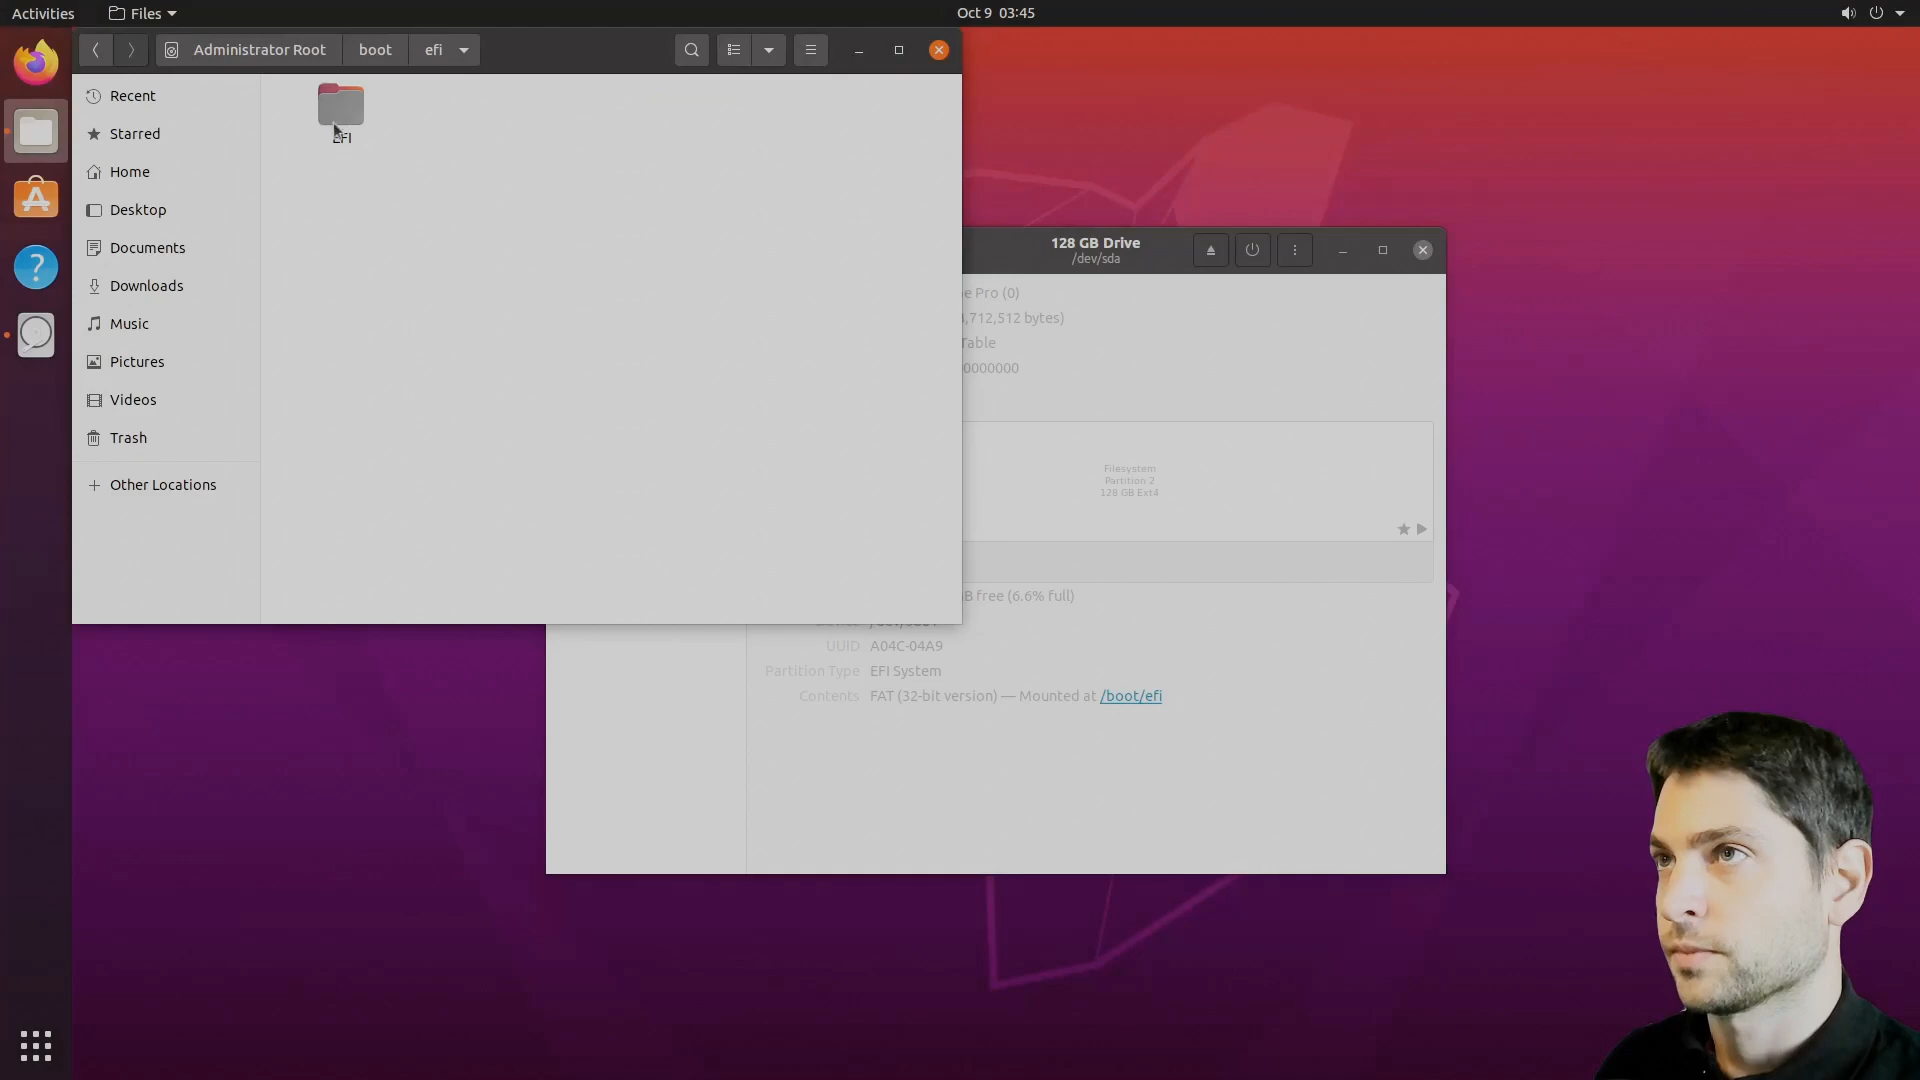 Activities
Files
Oct 9 03:45
Administrator Root
boot
efi
Recent
Starred
Home
Desktop
Documents
Downloads
Music
Pictures
Videos
Trash
Other Locations
EFI
128 GB Drive
/dev/sda
e Pro (0)
,712,512 bytes)
Table
0000000
Filesystem
Partition 2
128 GB Ext4
B free (6.6% full)
UUID A04C-04A9
Partition Type EFI System
Contents FAT (32-bit version) — Mounted at /boot/efi